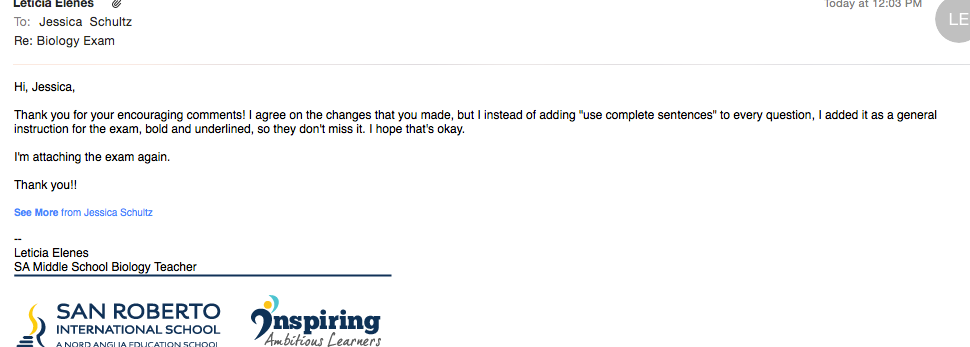 Leticia Elenes
Today at 12:03 PM
LE
To: Jessica Schultz
Re: Biology Exam
Hi, Jessica,
Thank you for your encouraging comments! I agree on the changes that you made, but I instead of adding "use complete sentences" to every question, I added it as a general
instruction for the exam, bold and underlined, so they don't miss it. I hope that's okay.
I'm attaching the exam again.
Thank you!!
See More from Jessica Schultz
--
Leticia Elenes
SA Middle School Biology Teacher
SAN ROBERTO
INTERNATIONAL SCHOOL
A NORD ANGLIA EDUCATION SCHOOL
Inspiring
Ambitious Learners